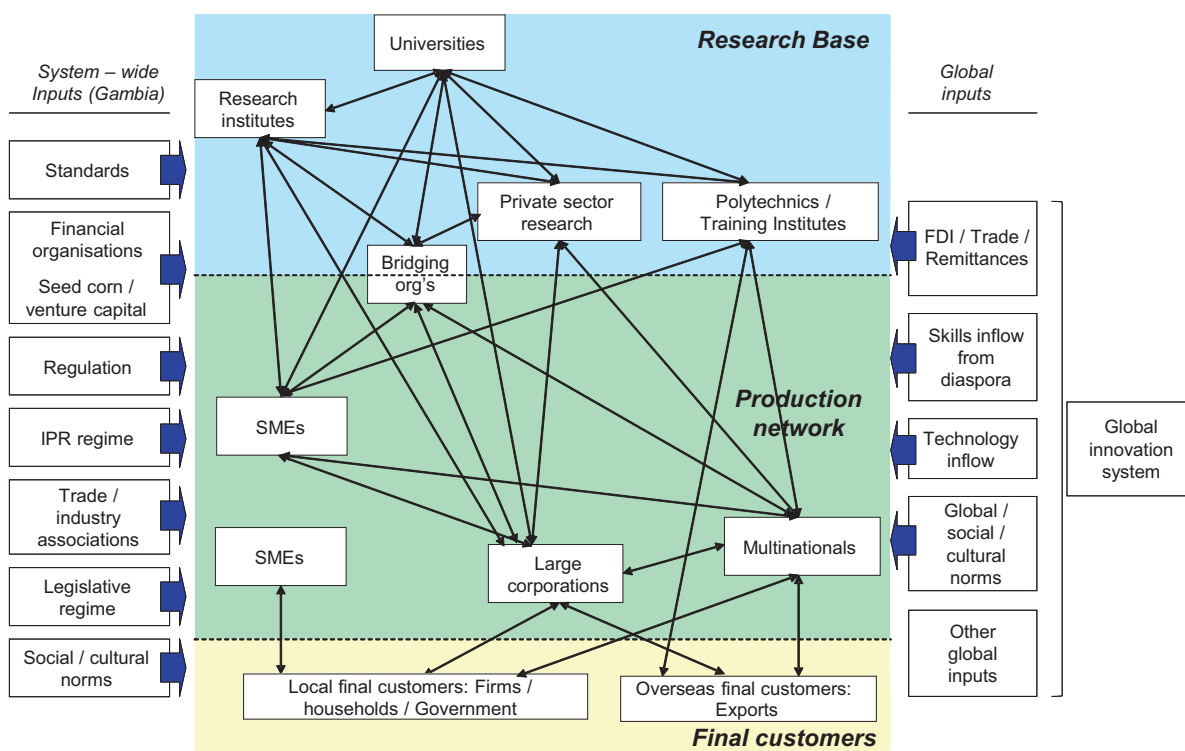 System – wide
Inputs (Gambia)
Standards
Financial
organisations
Seed corn /
venture capital
Regulation
IPR regime
Trade /
industry
associations
Legislative
regime
Social / cultural
norms
Research Base
Universities
Research
institutes
Private sector
research
Polytechnics /
Training Institutes
Bridging
org's
Production
network
SMEs
SMEs
Large
corporations
Multinationals
Local final customers: Firms /
households / Government
Overseas final customers:
Exports
Final customers
Global
inputs
FDI / Trade /
Remittances
Skills inflow
from
diaspora
Technology
inflow
Global /
social /
cultural
norms
Other
global
inputs
Global
innovation
system